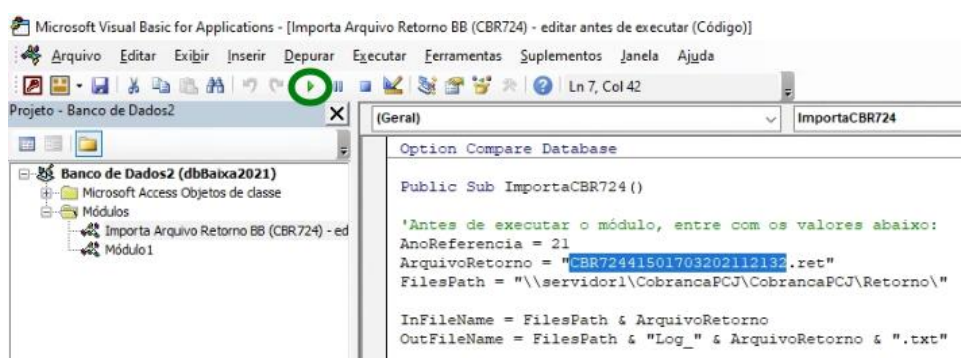 Microsoft Visual Basic for Applications - [Importa Arquivo Retorno BB (CBR724) - editar antes de executar (Código)]
Arquivo Editar Exibir Inserir Depurar Executar Ferramentas Suplementos Janela Ajuda
Ln 7, Col 42
Projeto - Banco de Dados2
(Geral) ImportaCBR724
Banco de Dados2 (dbBaixa2021)
Microsoft Access Objetos de classe
Módulos
Importa Arquivo Retorno BB (CBR724) - ed
Módulo1
Option Compare Database
Public Sub ImportaCBR724()
'Antes de executar o módulo, entre com os valores abaixo:
AnoReferencia = 21
ArquivoRetorno = "CBR72441501703202112132.ret"
FilesPath = "\\servidor1\CobrancaPCJ\CobrancaPCJ\Retorno\"
InFileName = FilesPath & ArquivoRetorno
OutFileName = FilesPath & "Log_" & ArquivoRetorno & ".txt"